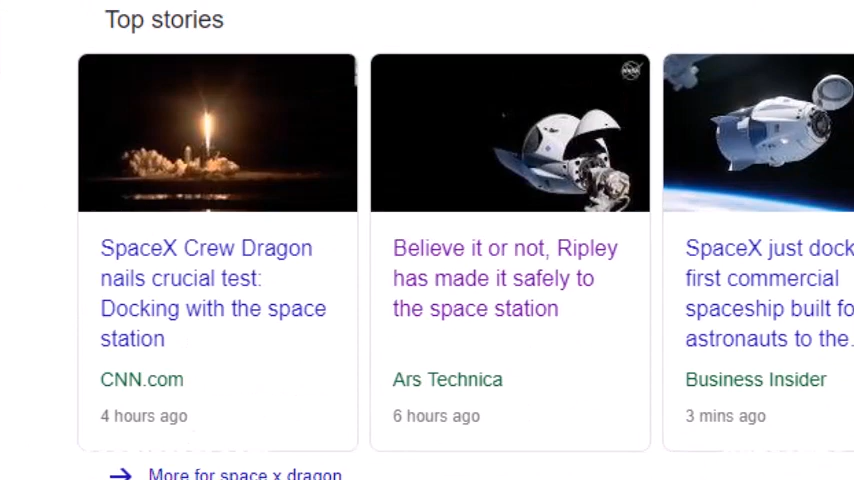 Top stories
SpaceX Crew Dragon
nails crucial test:
Docking with the space
station
CNN.com
4 hours ago
Believe it or not, Ripley
has made it safely to
the space station
Ars Technica
6 hours ago
SpaceX just dock
first commercial
spaceship built fo
astronauts to the...
Business Insider
3 mins ago
More for space x dragon